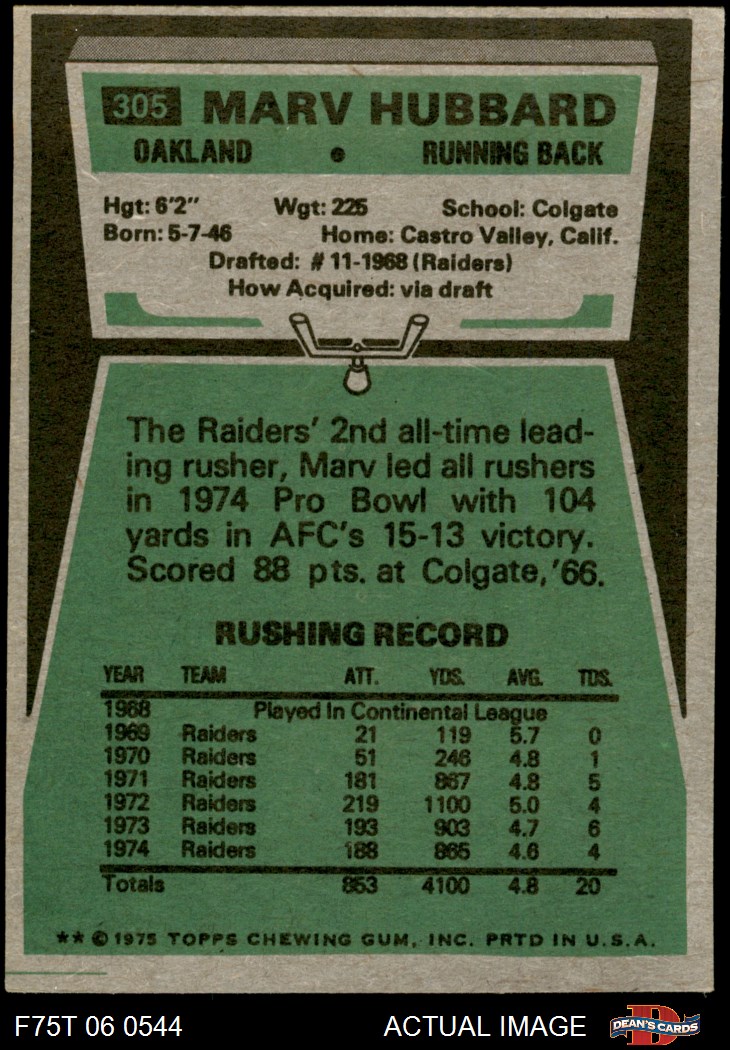 305 MARV HUBBARD
OAKLAND • RUNNING BACK
Hgt: 6'2" Wgt: 225 School: Colgate
Born: 5-7-46 Home: Castro Valley, Calif.
Drafted: #11-1968 (Raiders)
How Acquired: via draft
The Raiders' 2nd all-time lead-
ing rusher, Marv led all rushers
in 1974 Pro Bowl with 104
yards in AFC's 15-13 victory.
Scored 88 pts. at Colgate, '66.
RUSHING RECORD
YEAR TEAM ATT. YDS. AVG. TDS.
1968 Played In Continental League
1969 Raiders 21 119 5.7 0
1970 Raiders 51 246 4.8 1
1971 Raiders 181 867 4.8 5
1972 Raiders 219 1100 5.0 4
1973 Raiders 193 903 4.7 6
1974 Raiders 188 865 4.6 4
Totals 853 4100 4.8 20
** © 1975 TOPPS CHEWING GUM, INC. PRTD IN U.S.A.
F75T 06 0544 ACTUAL IMAGE D DEAN'S CARDS